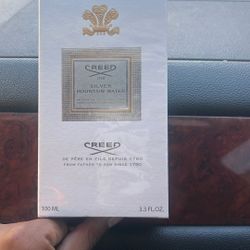 CREED
SILVER
MOUNTAIN WATER
CREED
DE PÈRE EN FILS DEPUIS 1760
FROM FATHER TO SON SINCE 1760
100 ML
3.3 FL.OZ.